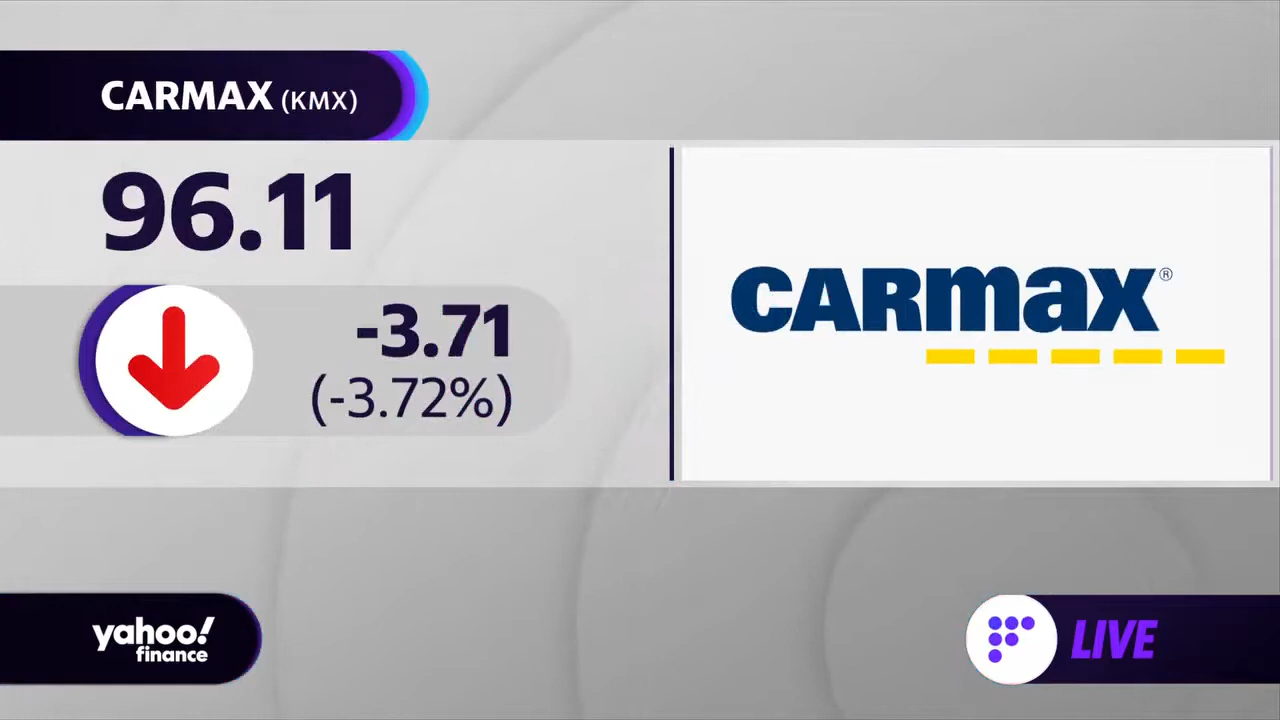 CARMAX (KMX)
96.11
-3.71
(-3.72%)
CARMAX®
yahoo!
finance
LIVE